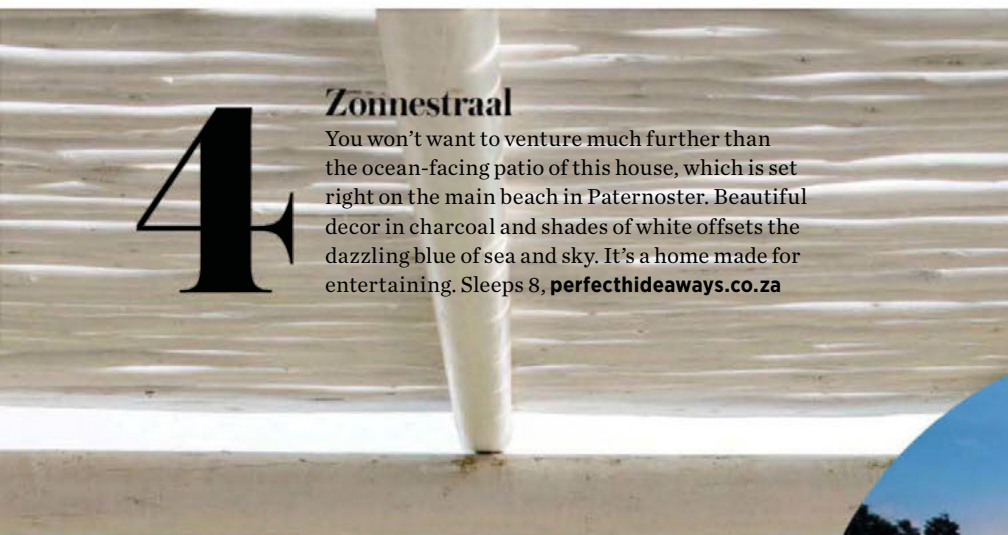 4
Zonnestraal
You won't want to venture much further than
the ocean-facing patio of this house, which is set
right on the main beach in Paternoster. Beautiful
decor in charcoal and shades of white offsets the
dazzling blue of sea and sky. It's a home made for
entertaining. Sleeps 8, perfecthideaways.co.za